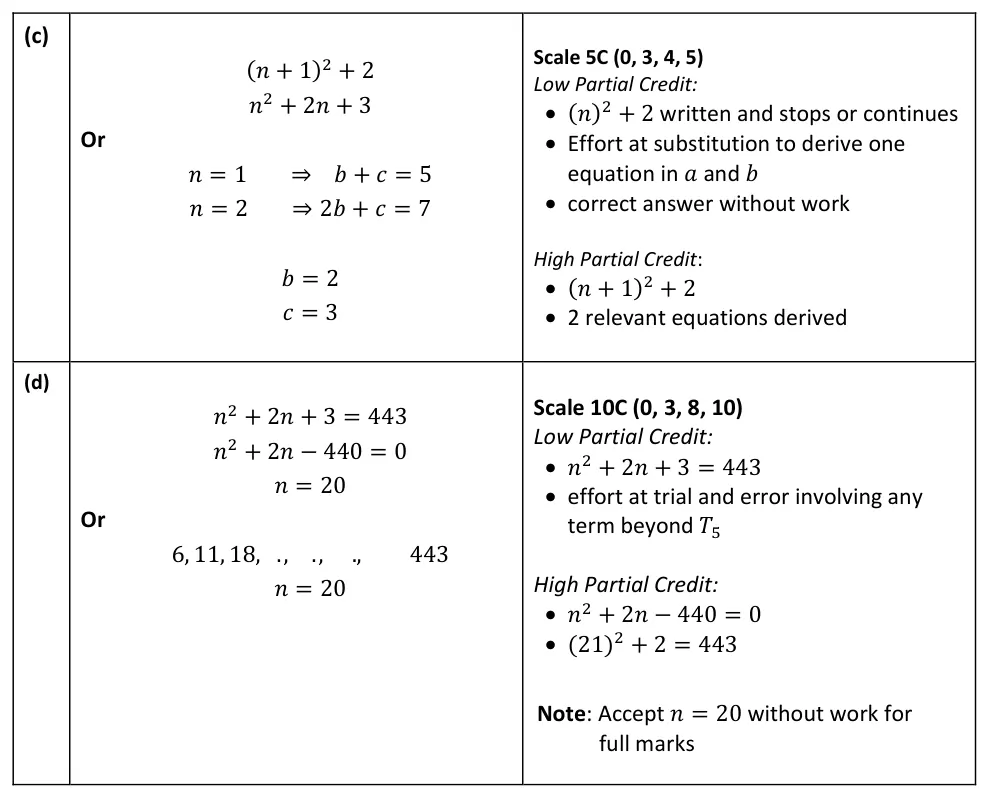 (c)
(n + 1)² + 2
n² + 2n + 3
Or
n = 1 ⇒ b + c = 5
n = 2 ⇒ 2b + c = 7
b = 2
c = 3
Scale 5C (0, 3, 4, 5)
Low Partial Credit:
• (n)² + 2 written and stops or continues
• Effort at substitution to derive one
equation in a and b
• correct answer without work
High Partial Credit:
• (n + 1)² + 2
• 2 relevant equations derived
(d)
n² + 2n + 3 = 443
n² + 2n − 440 = 0
n = 20
Or
6, 11, 18, . , . , ., 443
n = 20
Scale 10C (0, 3, 8, 10)
Low Partial Credit:
• n² + 2n + 3 = 443
• effort at trial and error involving any
term beyond T₅
High Partial Credit:
• n² + 2n − 440 = 0
• (21)² + 2 = 443
Note: Accept n = 20 without work for
full marks